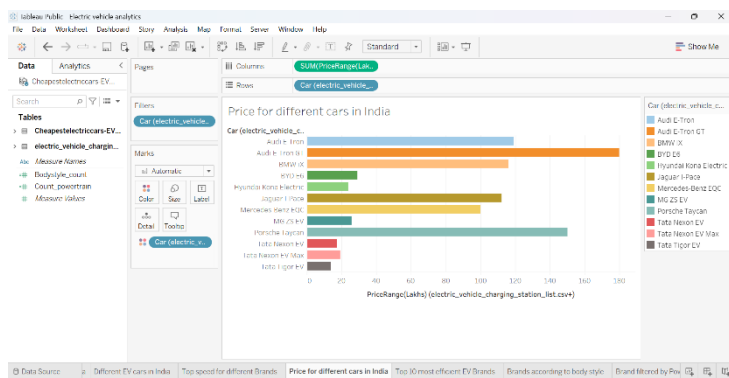 Tableau Public - Electric vehicle analytics
File Data Worksheet Dashboard Story Analysis Map Format Server Window Help
Standard
Show Me
Data Analytics
Pages
Columns SUM(PriceRange(Lak..
Cheapestelectriccars EV...
Rows Car (electric_vehicle_..
Search
Filters
Car (electric_vehicle..
Price for different cars in India
Tables
Cheapestelectriccars-EV...
electric_vehicle_chargin...
Abc Measure Names
Bodystyle_count
Count_powertrain
Measure Values
Marks
Automatic
Color Size Label
Detail Tooltip
Car (electric_v..
Car (electric_vehicle_c..
Audi E-Tron
Audi E-Tron GT
BMW iX
BYD E6
Hyundai Kona Electric
Jaguar I-Pace
Mercedes-Benz EQC
MG ZS EV
Porsche Taycan
Tata Nexon EV
Tata Nexon EV Max
Tata Tigor EV
0 20 40 60 80 100 120 140 160 180
PriceRange(Lakhs) (electric_vehicle_charging_station_list.csv+)
Car (electric_vehicle_c...
Audi E-Tron
Audi E-Tron GT
BMW iX
BYD E6
Hyundai Kona Electric
Jaguar I-Pace
Mercedes-Benz EQC
MG ZS EV
Porsche Taycan
Tata Nexon EV
Tata Nexon EV Max
Tata Tigor EV
Data Source Different EV cars in India Top speed for different Brands Price for different cars in India Top 10 most efficient EV Brands Brands according to body style Brand filtered by Pow